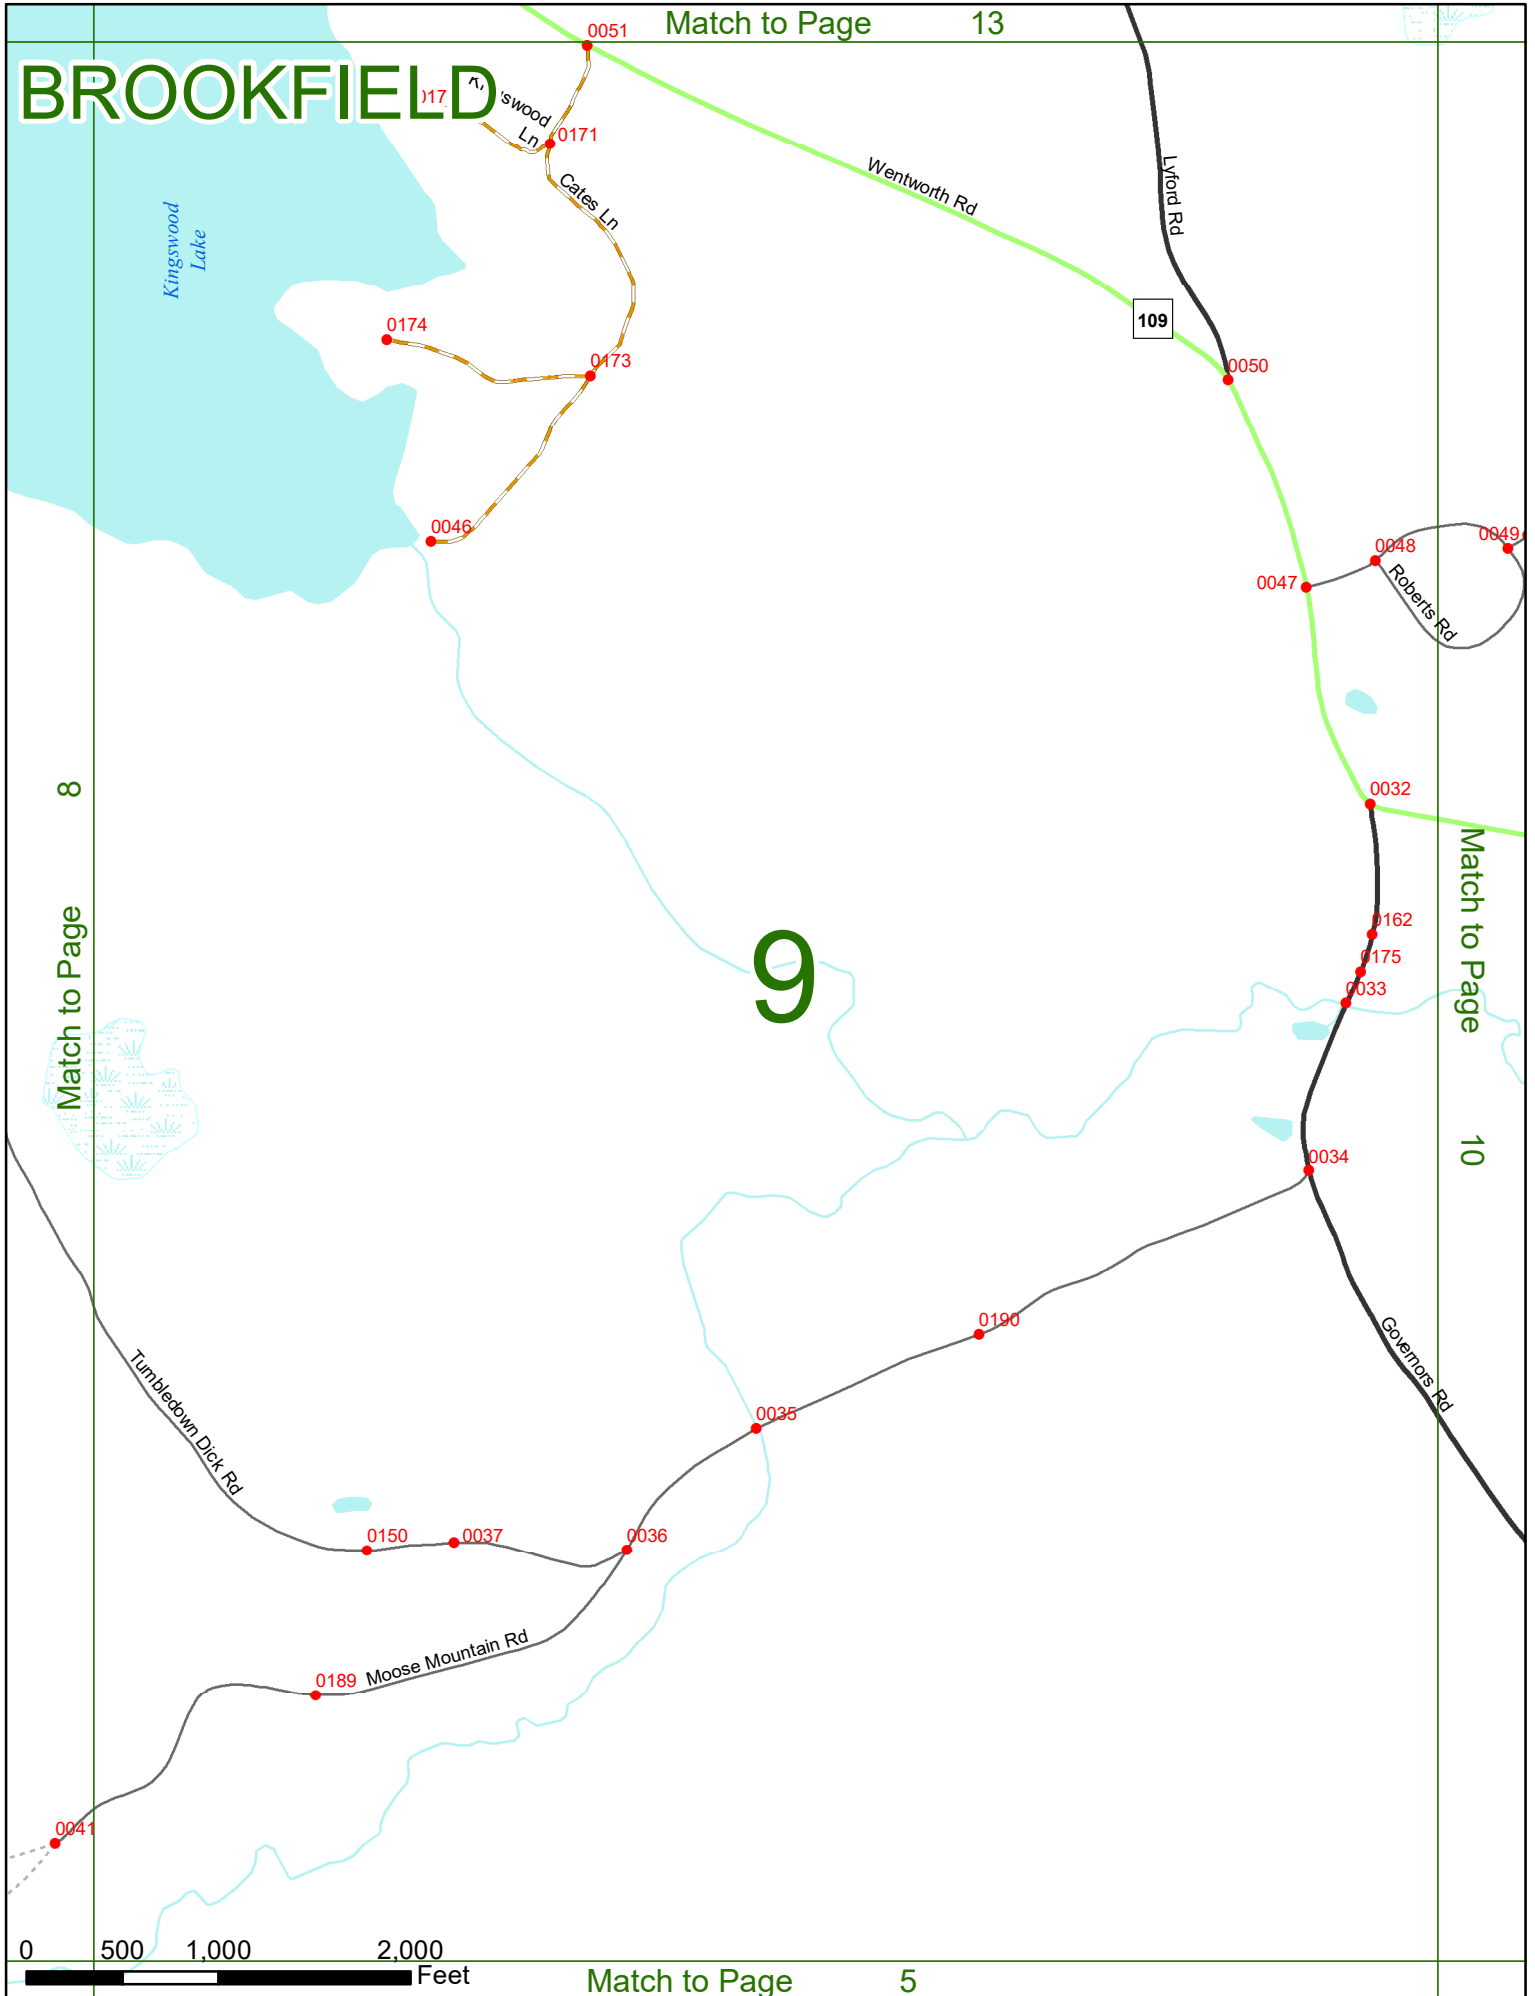 Match to Page 13
0051
BROOKFIELD
swood
Ln
0171
Cates Ln
Wentworth Rd
Lyford Rd
Kingswood
Lake
109
0174
0173
0050
0046
0049
0048
0047
Roberts Rd
8
Match to Page
0032
9
0162
0175
0033
Match to Page
10
0034
0190
Governors Rd
Tumbledown Dick Rd
0035
0150
0037
0036
0189
Moose Mountain Rd
0041
0 500 1,000 2,000
Feet
Match to Page 5